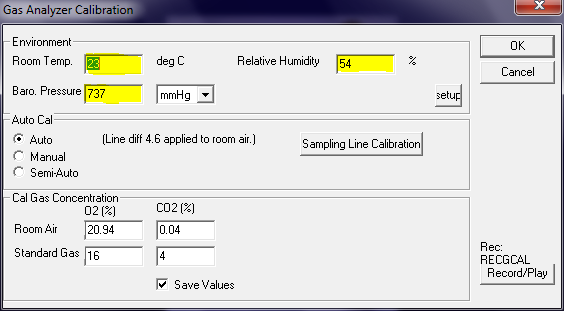 Gas Analyzer Calibration
Environment
Room Temp. 23 deg C Relative Humidity 54 %
Baro. Pressure 737 mmHg setup
OK
Cancel
Auto Cal
Auto (Line diff 4.6 applied to room air.) Sampling Line Calibration
Manual
Semi-Auto
Cal Gas Concentration
O2 (%) CO2 (%)
Room Air 20.94 0.04
Standard Gas 16 4
Save Values
Rec:
RECGCAL
Record/Play